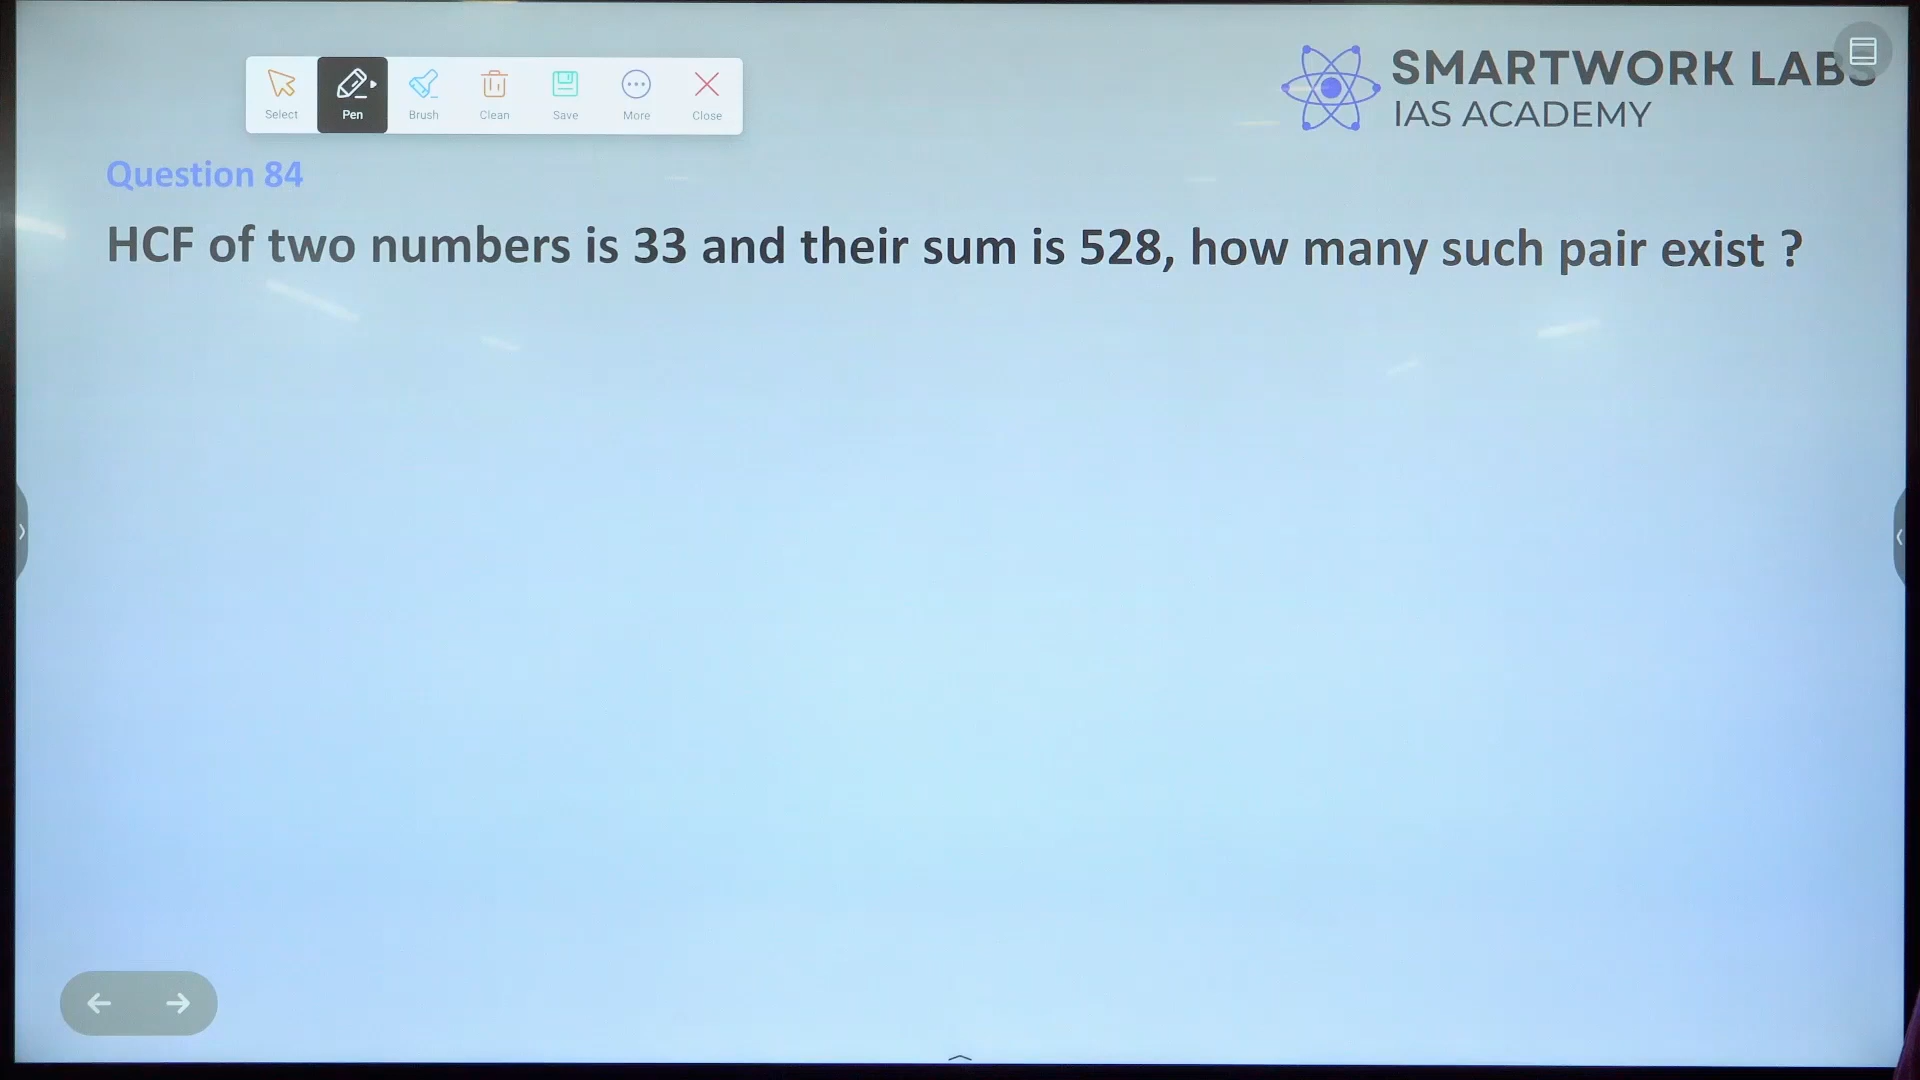 SMARTWORK LABS
IAS ACADEMY
Select Pen Brush Clean Save More Close
Question 84
HCF of two numbers is 33 and their sum is 528, how many such pair exist ?